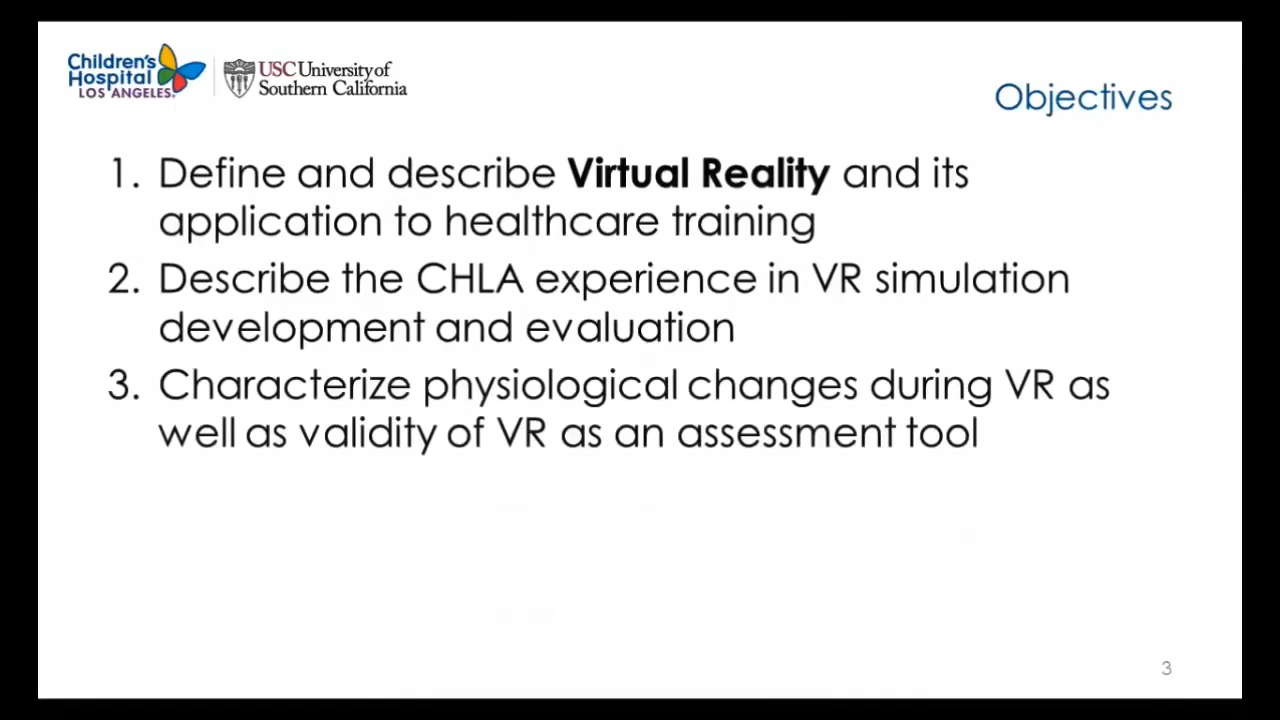 Children's
Hospital
LOS ANGELES.
USC University of
Southern California
Objectives
1. Define and describe Virtual Reality and its
application to healthcare training
2. Describe the CHLA experience in VR simulation
development and evaluation
3. Characterize physiological changes during VR as
well as validity of VR as an assessment tool
3